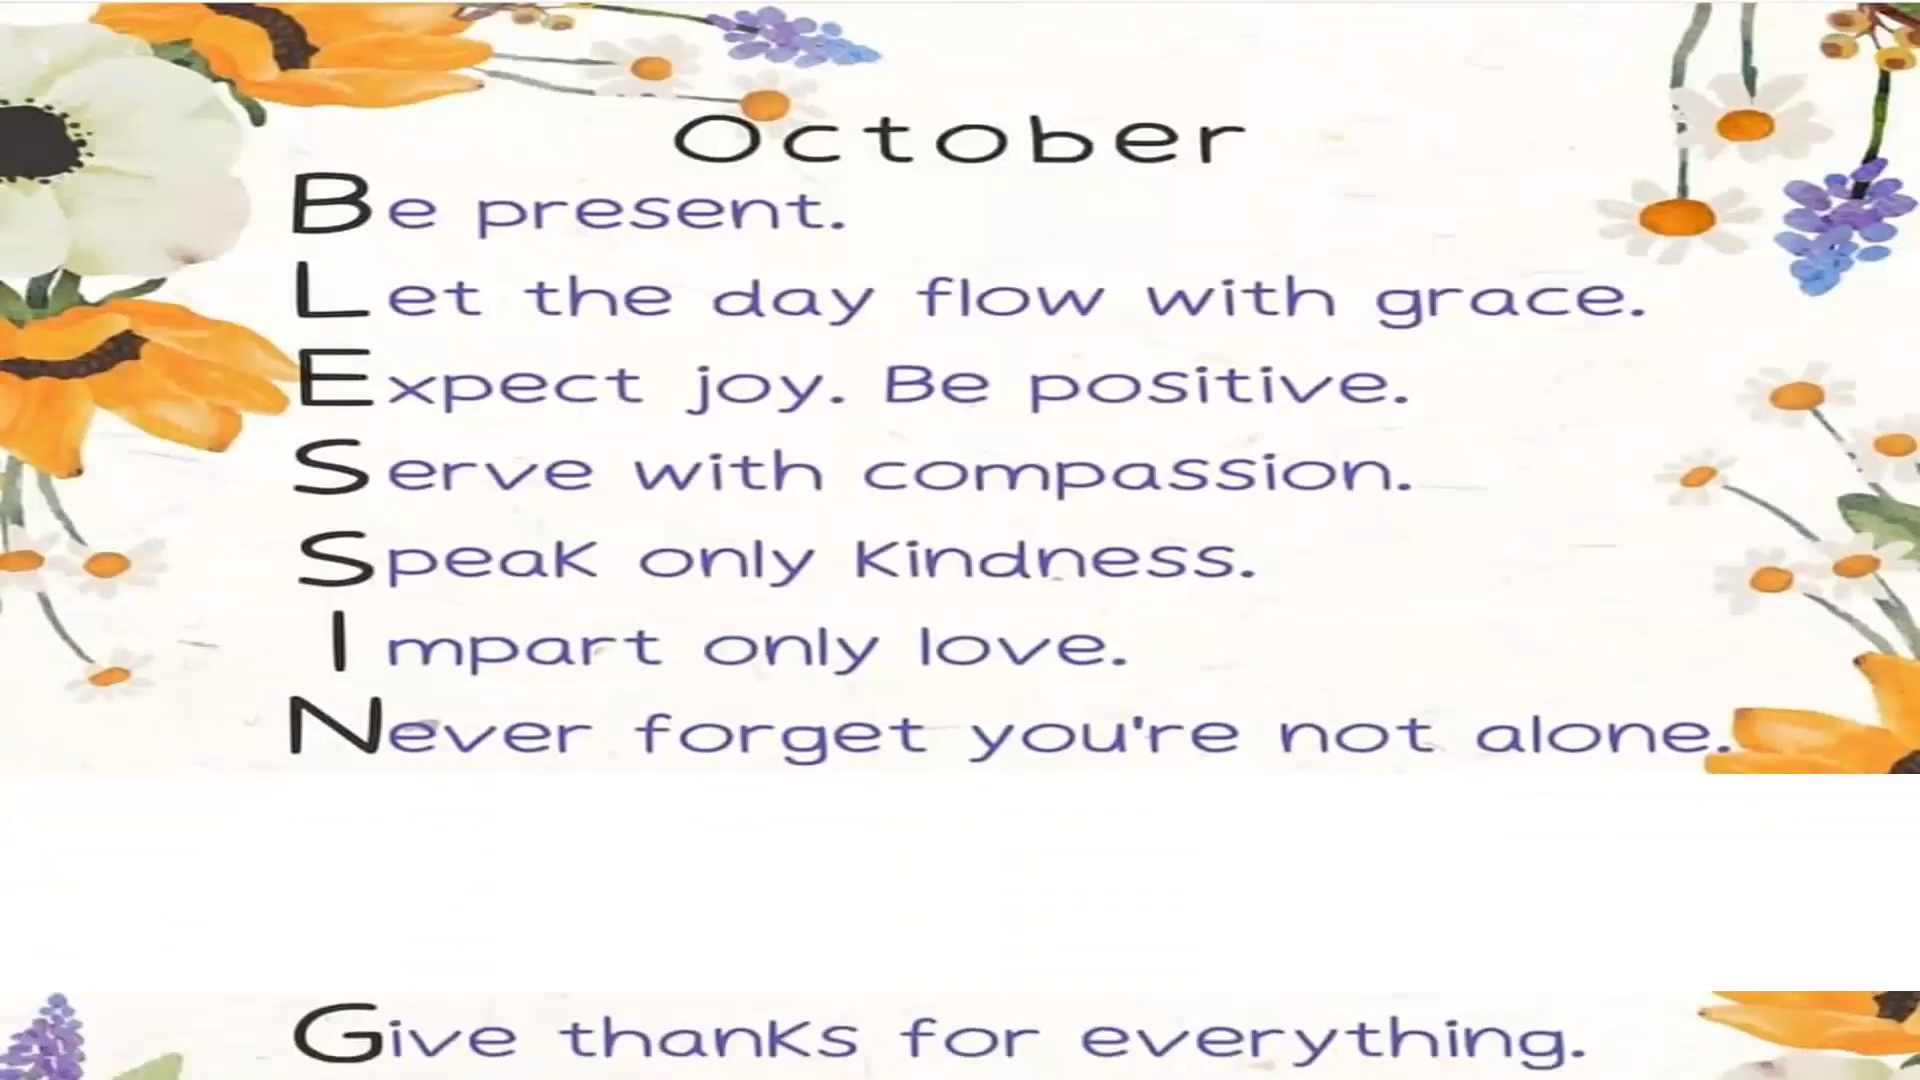 October
Be present.
Let the day flow with grace.
Expect joy. Be positive.
Serve with compassion.
Speak only kindness.
Impart only love.
Never forget you're not alone.
Give thanks for everything.